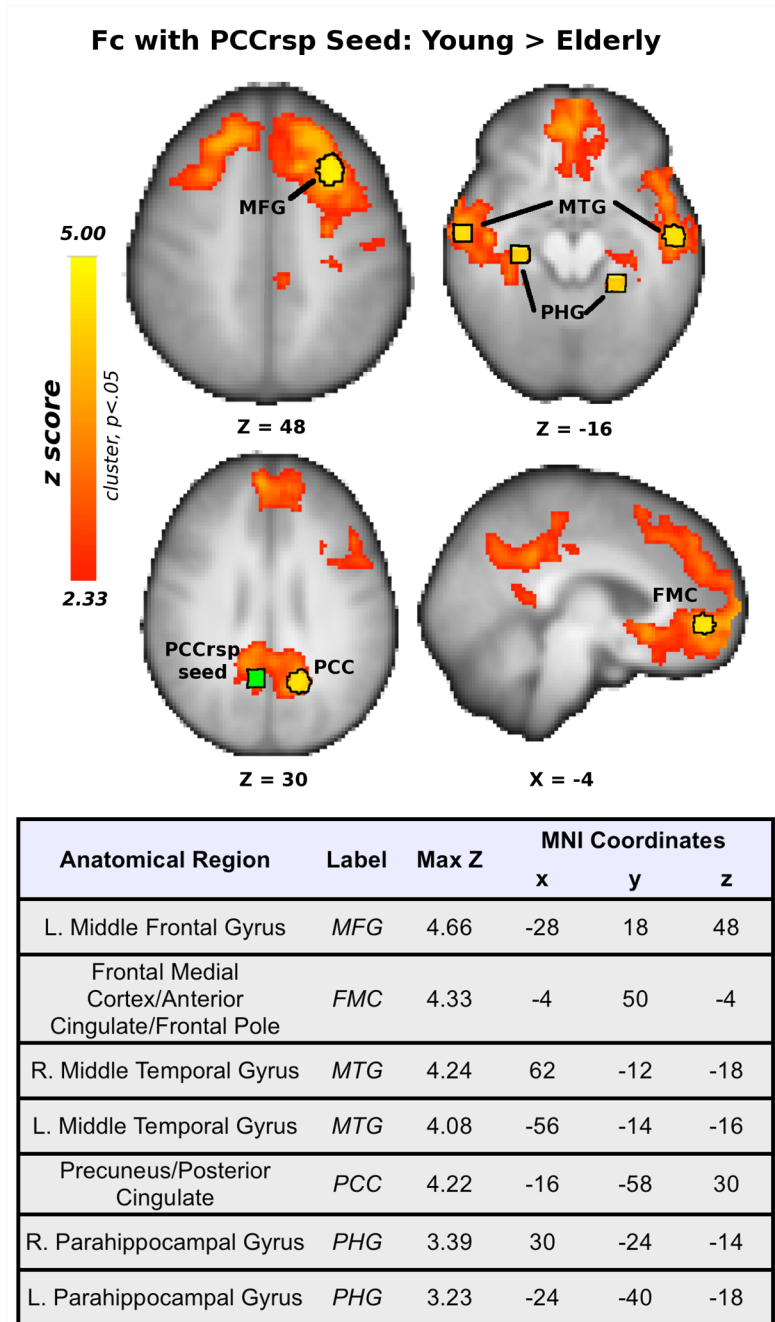 Fc with PCCrsp Seed: Young > Elderly
MFG
MTG
PHG
5.00
z score
cluster, p<.05
2.33
Z = 48
Z = -16
PCCrsp
seed
PCC
FMC
Z = 30
X = -4
Anatomical Region Label Max Z MNI Coordinates
x y z
L. Middle Frontal Gyrus MFG 4.66 -28 18 48
Frontal Medial
Cortex/Anterior
Cingulate/Frontal Pole
FMC 4.33 -4 50 -4
R. Middle Temporal Gyrus MTG 4.24 62 -12 -18
L. Middle Temporal Gyrus MTG 4.08 -56 -14 -16
Precuneus/Posterior
Cingulate
PCC 4.22 -16 -58 30
R. Parahippocampal Gyrus PHG 3.39 30 -24 -14
L. Parahippocampal Gyrus PHG 3.23 -24 -40 -18